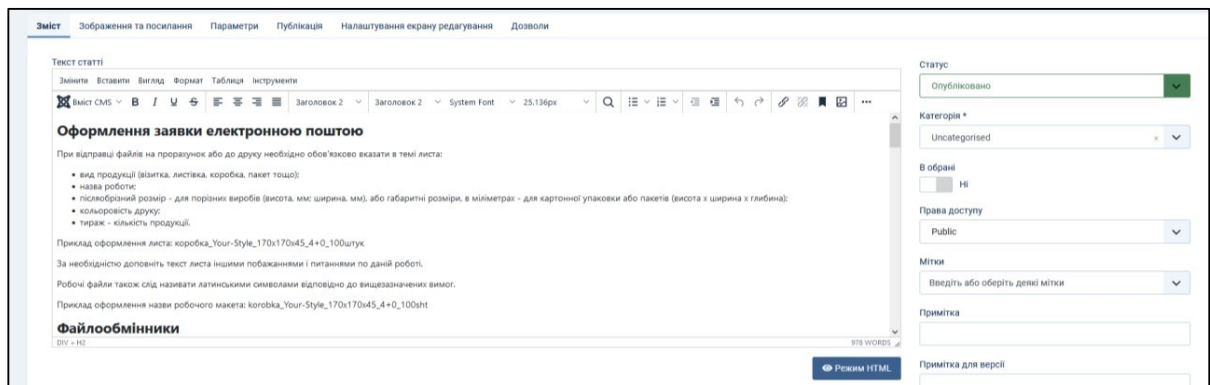 Зміст Зображення та посилання Параметри Публікація Налаштування екрану редагування Дозволи
Текст статті
Змінити Вставити Вигляд Формат Таблиця Інструменти
Вміст CMS B I U S Заголовок 2 Заголовок 2 System Font 25.136px
Оформлення заявки електронною поштою
При відправці файлів на прорахунок або до друку необхідно обов'язково вказати в темі листа:
• вид продукції (візитка, листівка, коробка, пакет тощо);
• назва роботи;
• післяобрізний розмір - для порізних виробів (висота, мм; ширина, мм), або габаритні розміри, в міліметрах - для картонної упаковки або пакетів (висота х ширина х глибина);
• кольоровість друку;
• тираж - кількість продукції.
Приклад оформлення листа: коробка_Your-Style_170x170x45_4+0_100штук
За необхідністю доповніть текст листа іншими побажаннями і питаннями по даній роботі.
Робочі файли також слід називати латинськими символами відповідно до вищезазначених вимог.
Приклад оформлення назви робочого макета: korobka_Your-Style_170x170x45_4+0_100sht
Файлообмінники
DIV » H2 978 WORDS
Режим HTML
Статус
Опубліковано
Категорія *
Uncategorised
В обрані
Ні
Права доступу
Public
Мітки
Введіть або оберіть деякі мітки
Примітка
Примітка для версії